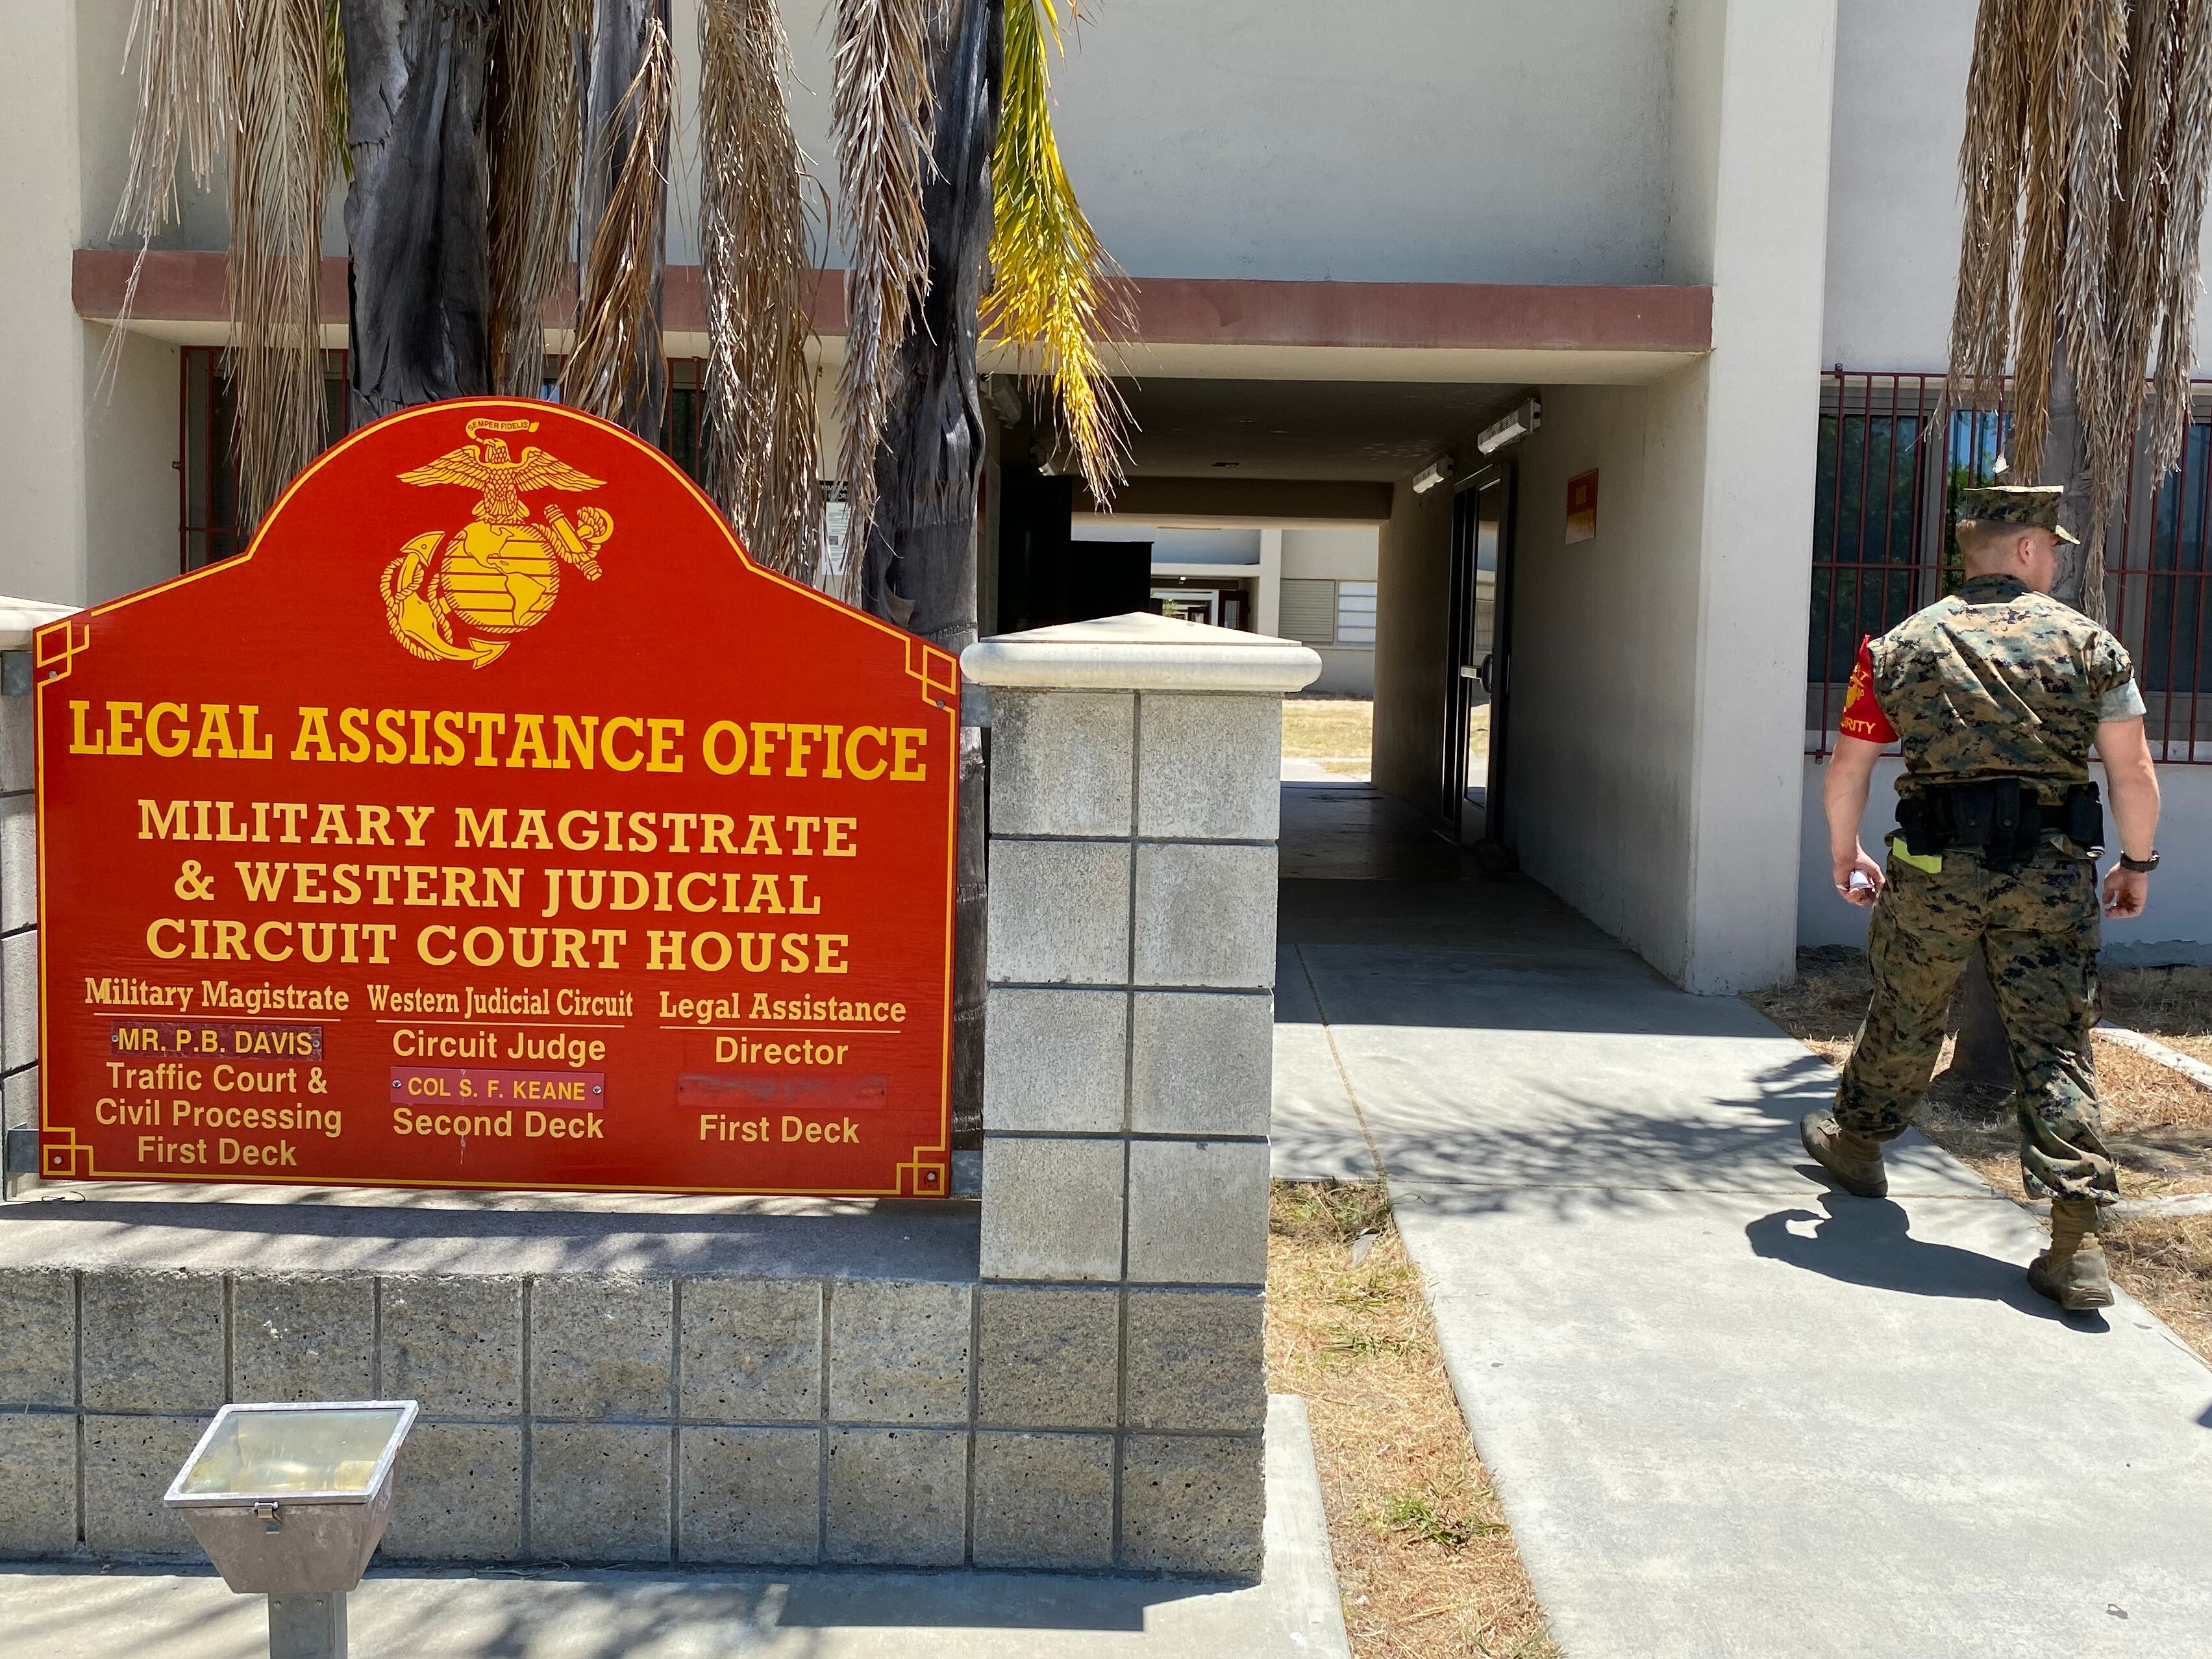 SEMPER FIDELIS
LEGAL ASSISTANCE OFFICE
MILITARY MAGISTRATE
& WESTERN JUDICIAL
CIRCUIT COURT HOUSE
Military Magistrate
MR. P.B. DAVIS
Traffic Court &
Civil Processing
First Deck
Western Judicial Circuit
Circuit Judge
COL S. F. KEANE
Second Deck
Legal Assistance
Director
First Deck
URITY